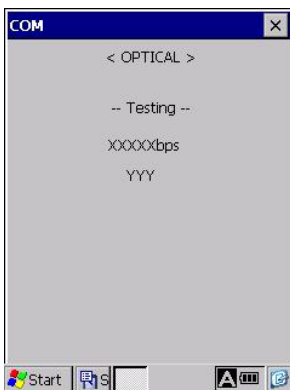 COM
< OPTICAL >
-- Testing --
XXXXXbps
YYY
Start S A